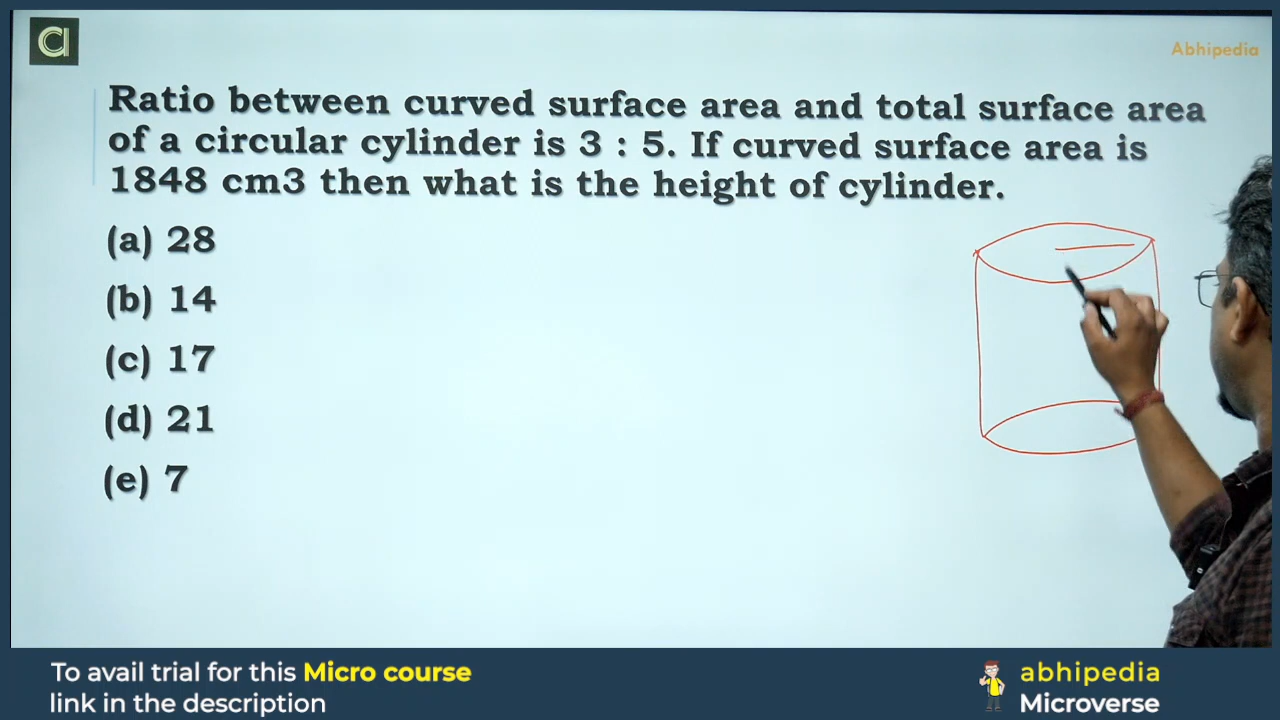 Abhipedia
Ratio between curved surface area and total surface area
of a circular cylinder is 3 : 5. If curved surface area is
1848 cm3 then what is the height of cylinder.
(a) 28
(b) 14
(c) 17
(d) 21
(e) 7
To avail trial for this Micro course
link in the description
abhipedia
Microverse